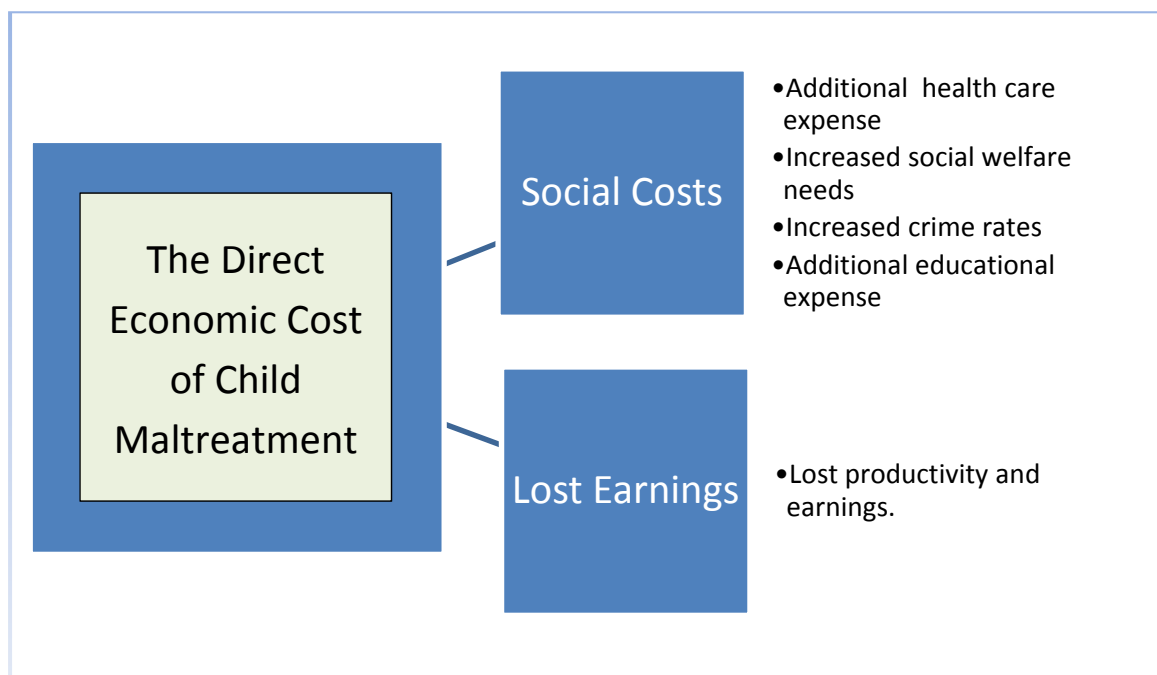 The Direct
Economic Cost
of Child
Maltreatment
Social Costs
•Additional  health care
expense
•Increased social welfare
needs
•Increased crime rates
•Additional educational
expense
Lost Earnings
•Lost productivity and
earnings.